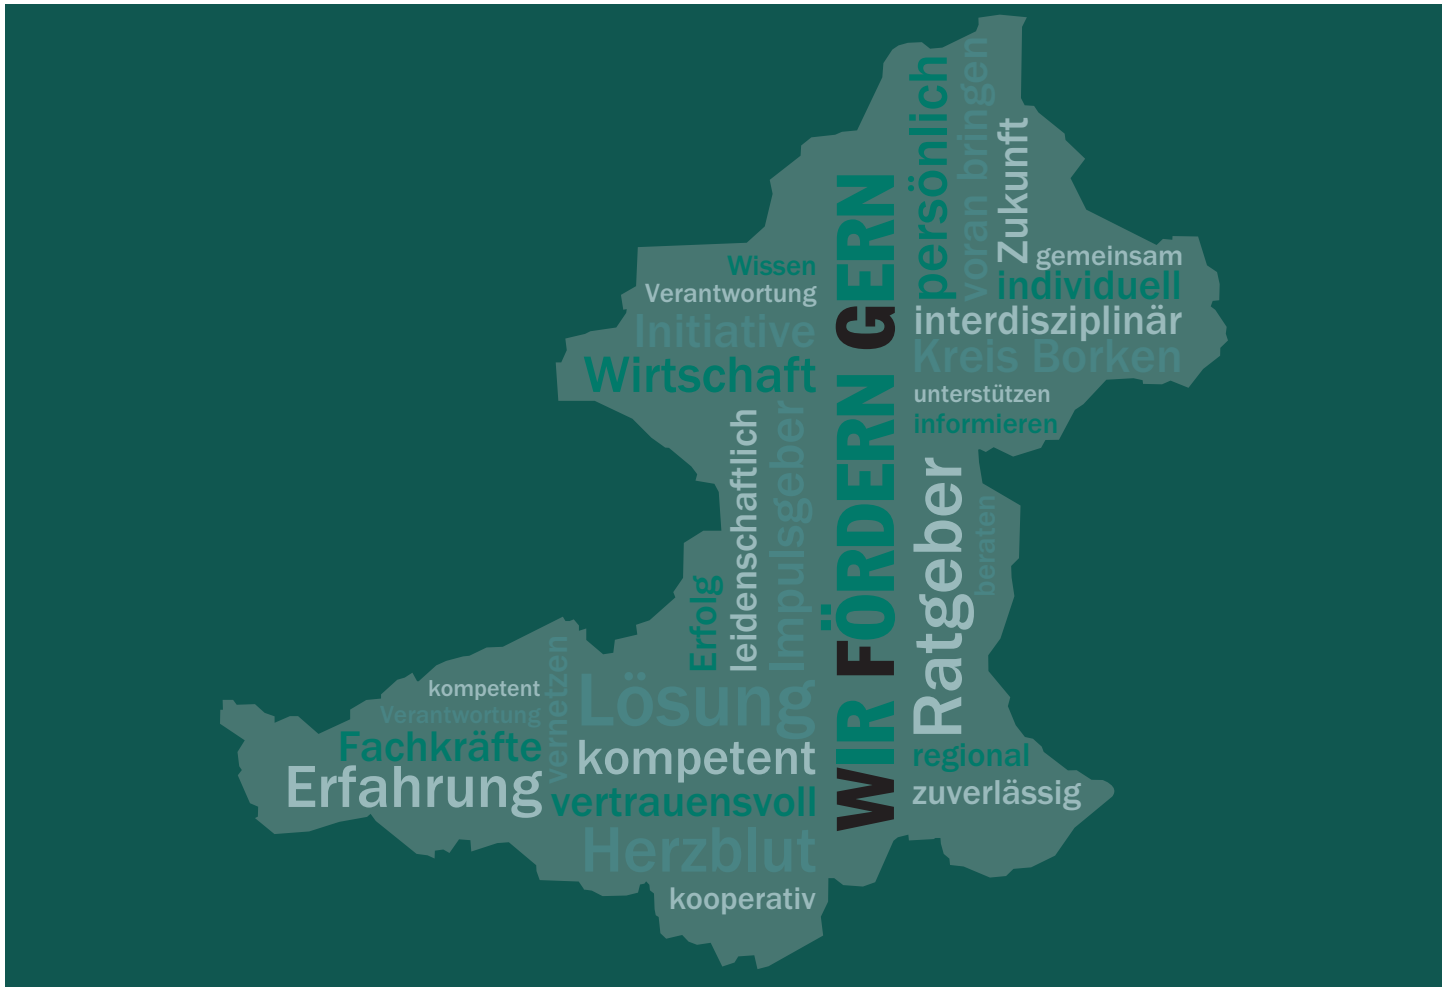 persönlich
voran bringen
Zukunft
gemeinsam
individuell
interdisziplinär
Kreis Borken
unterstützen
informieren
Wissen
Verantwortung
Initiative
Wirtschaft
leidenschaftlich
Impulsgeber
Erfolg
WIR FÖRDERN GERN
Ratgeber
beraten
kompetent
Verantwortung
Fachkräfte
Erfahrung
vernetzen
Lösung
kompetent
vertrauensvoll
Herzblut
kooperativ
regional
zuverlässig